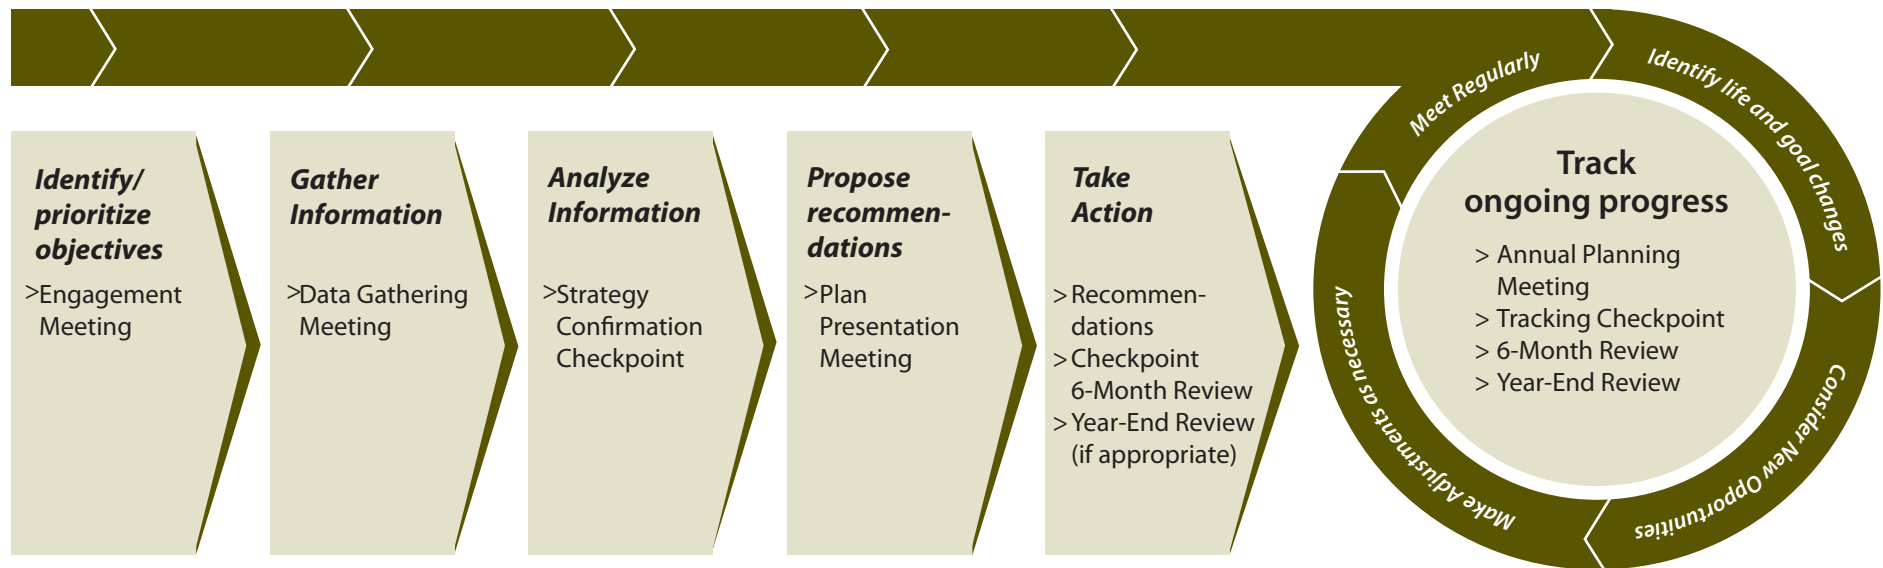 Identify/
prioritize
objectives
>Engagement
Meeting
Gather
Information
>Data Gathering
Meeting
Analyze
Information
>Strategy
Confirmation
Checkpoint
Propose
recommen-
dations
>Plan
Presentation
Meeting
Take
Action
>Recommen-
dations
>Checkpoint
6-Month Review
>Year-End Review
(if appropriate)
Meet Regularly
Identify life and goal changes
Consider New Opportunities
Make Adjustments as necessary
Track
ongoing progress
> Annual Planning
Meeting
> Tracking Checkpoint
> 6-Month Review
> Year-End Review